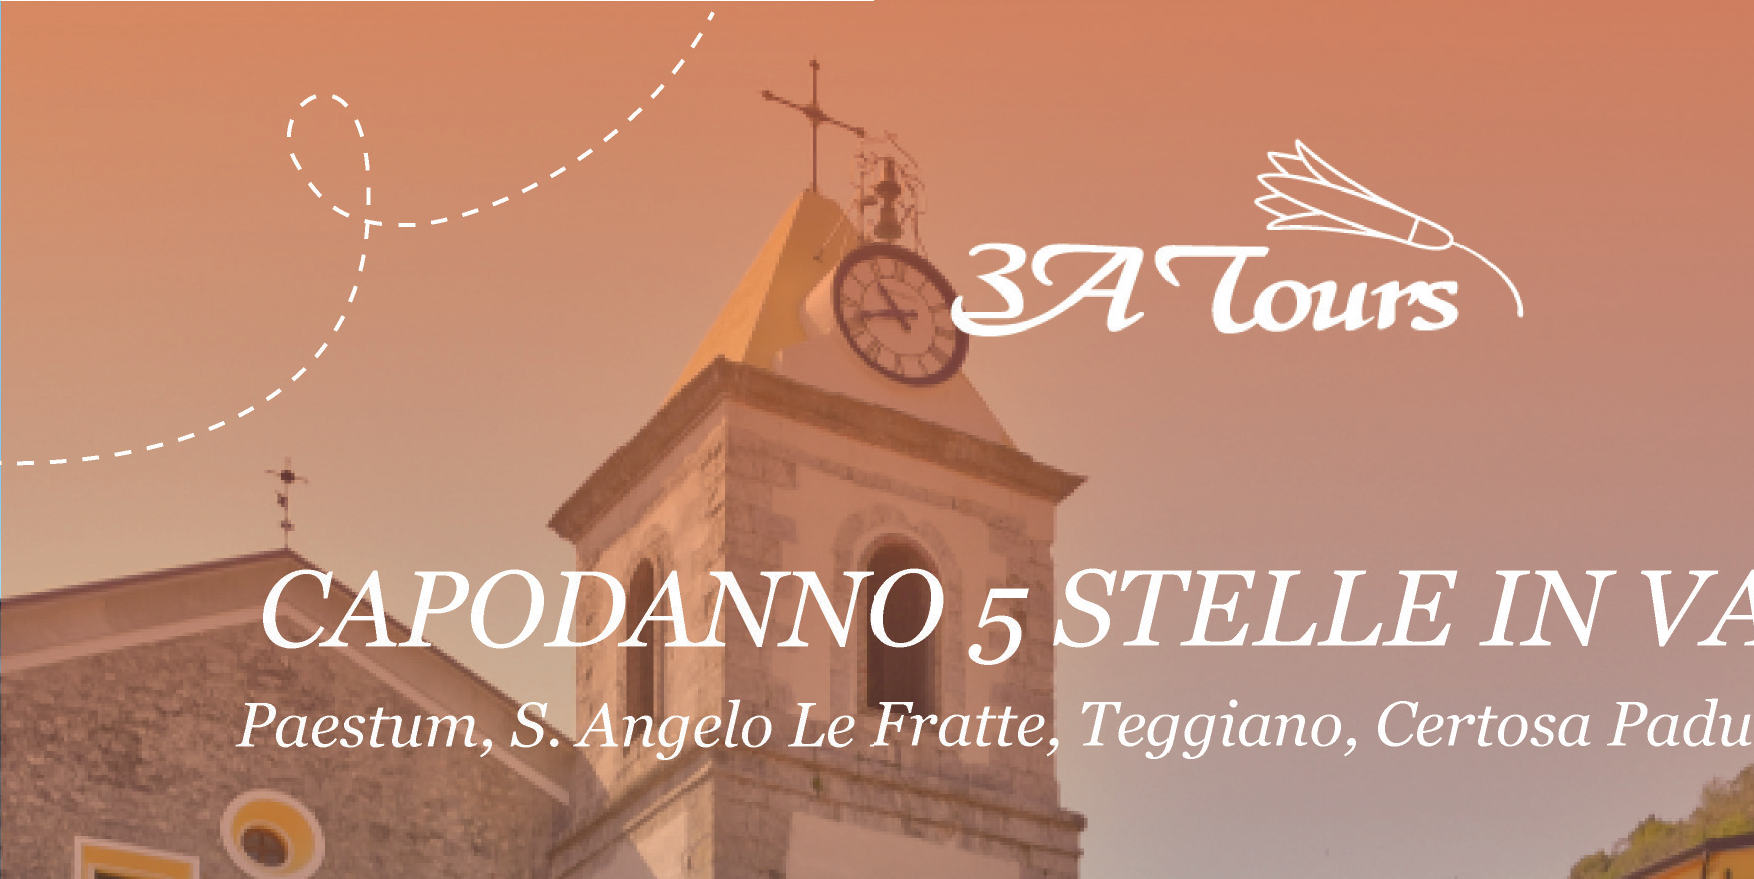 3A Tours
CAPODANNO 5 STELLE IN VA
Paestum, S. Angelo Le Fratte, Teggiano, Certosa Padu